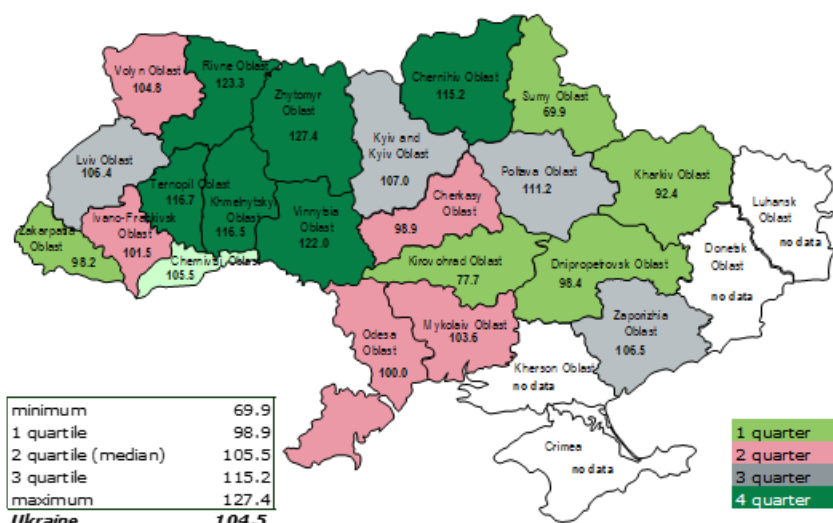 Volyn Oblast
104.8
Rivne Oblast
123.3
Zhytomyr
Oblast
127.4
Chernihiv Oblast
115.2
Sumy Oblast
69.9
Lviv Oblast
106.4
Ternopil Oblast
116.7
Khmelnytsky
Oblast
116.5
Vinnytsia
Oblast
122.0
Kyiv and
Kyiv Oblast
107.0
Cherkasy
Oblast
98.9
Poltava Oblast
111.2
Kharkiv Oblast
92.4
Luhansk
Oblast
no data
Donetsk
Oblast
no data
Zakarpattia
Oblast
98.2
Ivano-Frankivsk
Oblast
101.5
Chernivtsi Oblast
105.5
Kirovohrad Oblast
77.7
Dnipropetrovsk Oblast
98.4
Zaporizhia
Oblast
106.5
Odesa
Oblast
100.0
Mykolaiv Oblast
103.6
Kherson Oblast
no data
Crimea
no data
minimum 69.9
1 quartile 98.9
2 quartile (median) 105.5
3 quartile 115.2
maximum 127.4
Ukraine 104.5
1 quarter
2 quarter
3 quarter
4 quarter